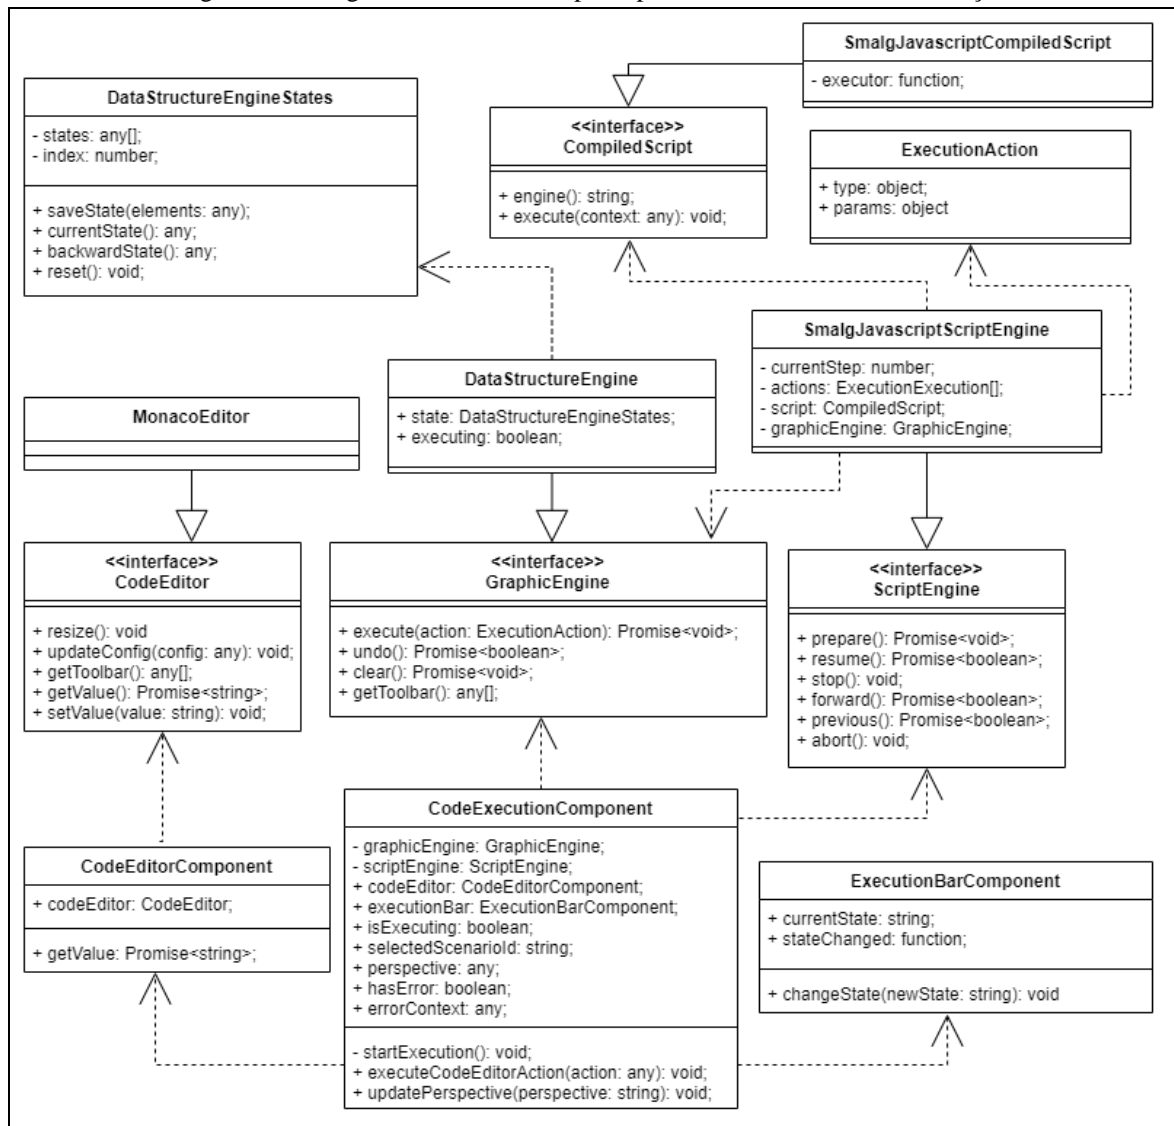 SmalgJavascriptCompiledScript
- executor: function;
DataStructureEngineStates
- states: any[];
- index: number;
+ saveState(elements: any);
+ currentState(): any;
+ backwardState(): any;
+ reset(): void;
<<interface>>
CompiledScript
+ engine(): string;
+ execute(context: any): void;
ExecutionAction
+ type: object;
+ params: object
SmalgJavascriptScriptEngine
- currentStep: number;
- actions: ExecutionExecution[];
- script: CompiledScript;
- graphicEngine: GraphicEngine;
DataStructureEngine
+ state: DataStructureEngineStates;
+ executing: boolean;
MonacoEditor
<<interface>>
CodeEditor
+ resize(): void
+ updateConfig(config: any): void;
+ getToolbar(): any[];
+ getValue(): Promise<string>;
+ setValue(value: string): void;
<<interface>>
GraphicEngine
+ execute(action: ExecutionAction): Promise<void>;
+ undo(): Promise<boolean>;
+ clear(): Promise<void>;
+ getToolbar(): any[];
<<interface>>
ScriptEngine
+ prepare(): Promise<void>;
+ resume(): Promise<boolean>;
+ stop(): void;
+ forward(): Promise<boolean>;
+ previous(): Promise<boolean>;
+ abort(): void;
CodeEditorComponent
+ codeEditor: CodeEditor;
+ getValue: Promise<string>;
CodeExecutionComponent
- graphicEngine: GraphicEngine;
- scriptEngine: ScriptEngine;
+ codeEditor: CodeEditorComponent;
+ executionBar: ExecutionBarComponent;
+ isExecuting: boolean;
+ selectedScenarioId: string;
+ perspective: any;
+ hasError: boolean;
+ errorContext: any;
- startExecution(): void;
+ executeCodeEditorAction(action: any): void;
+ updatePerspective(perspective: string): void;
ExecutionBarComponent
+ currentState: string;
+ stateChanged: function;
+ changeState(newState: string): void